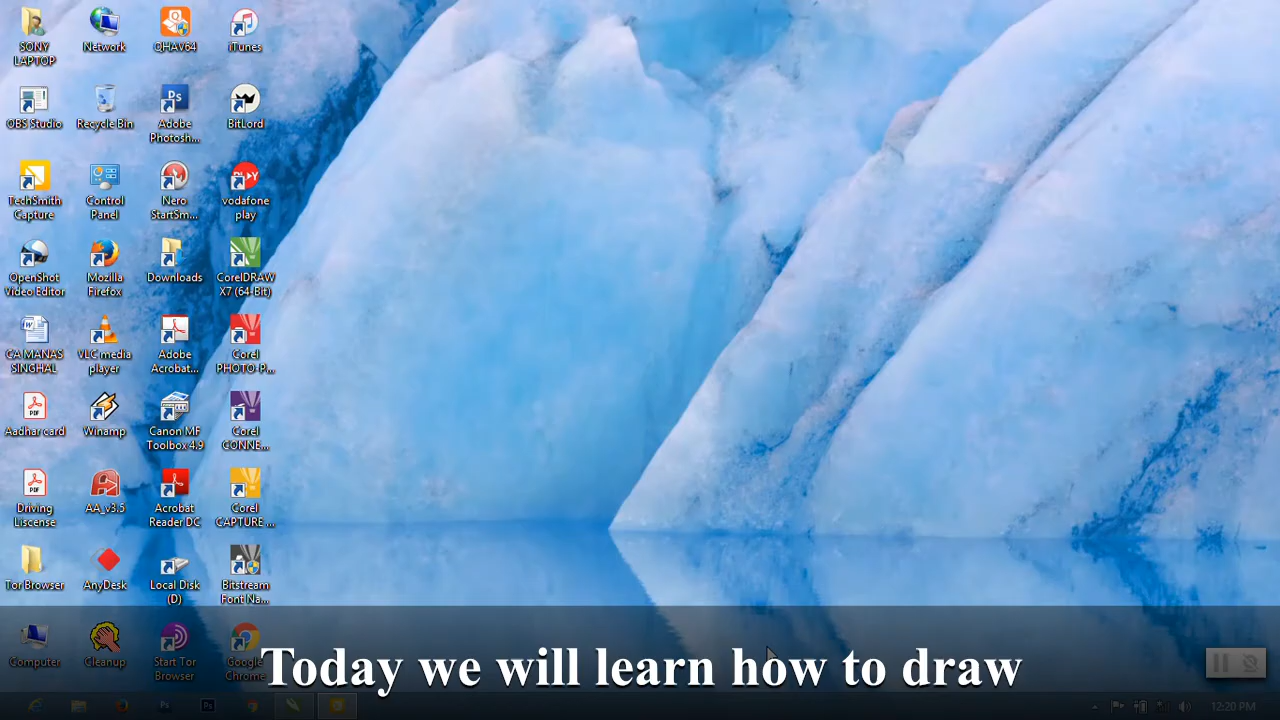 SONY LAPTOP
Network
QHAV64
iTunes
OBS Studio
Recycle Bin
Adobe Photosh...
BitLord
TechSmith Capture
Control Panel
Nero StartSm...
vodafone play
OpenShot Video Editor
Mozilla Firefox
Downloads
CorelDRAW X7 (64-Bit)
CA MANAS SINGHAL
VLC media player
Adobe Acrobat...
Corel PHOTO-P...
Aadhar card
Winamp
Canon MF Toolbox 4.9
Corel CONNE...
Driving Liscense
AA_v3.5
Acrobat Reader DC
Corel CAPTURE ...
Tor Browser
AnyDesk
Local Disk (D)
Bitstream Font Na...
Computer
Cleanup
Start Tor Browser
Google Chrome
Today we will learn how to draw
12:20 PM